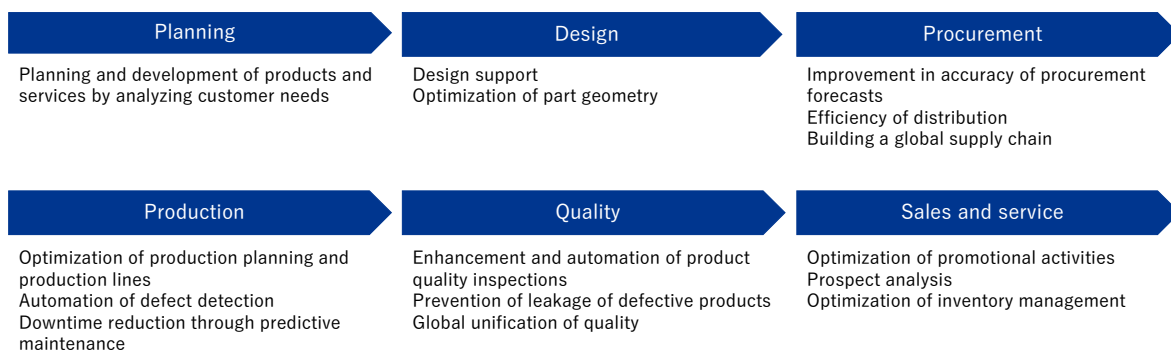 Planning
Planning and development of products and
services by analyzing customer needs
Design
Design support
Optimization of part geometry
Procurement
Improvement in accuracy of procurement
forecasts
Efficiency of distribution
Building a global supply chain
Production
Optimization of production planning and
production lines
Automation of defect detection
Downtime reduction through predictive
maintenance
Quality
Enhancement and automation of product
quality inspections
Prevention of leakage of defective products
Global unification of quality
Sales and service
Optimization of promotional activities
Prospect analysis
Optimization of inventory management